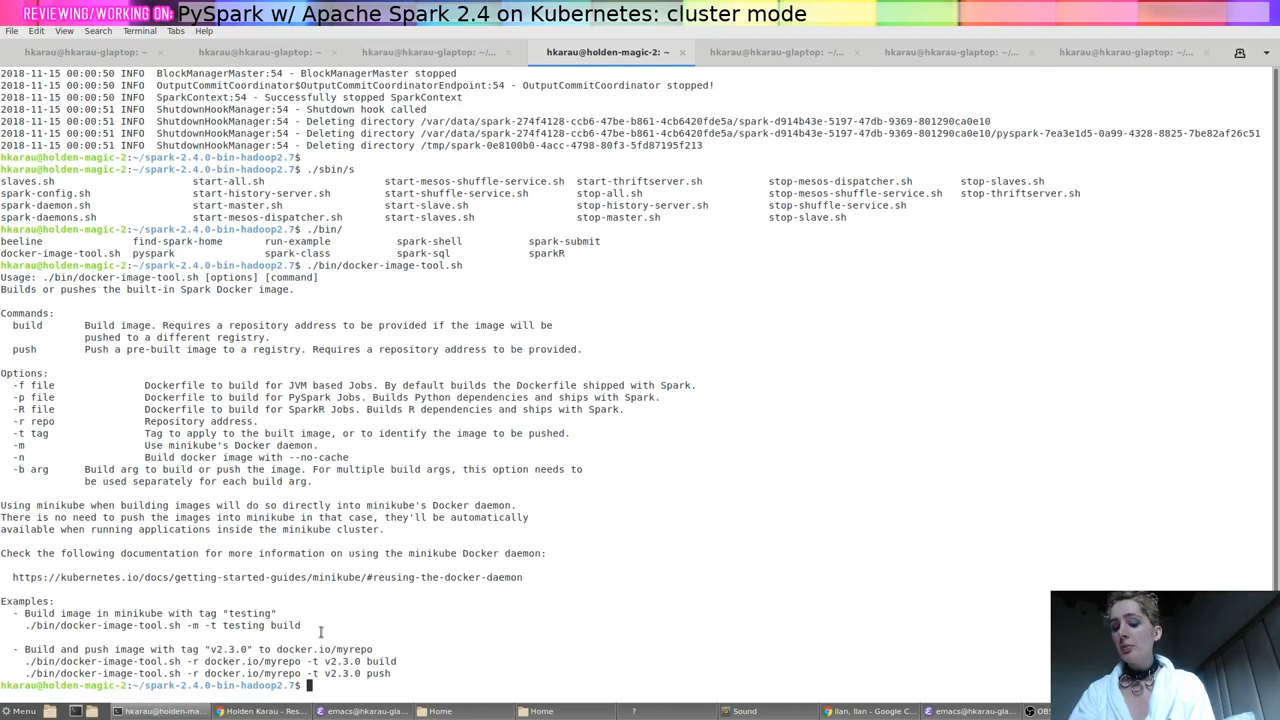 REVIEWING/WORKING ON: PySpark w/ Apache Spark 2.4 on Kubernetes: cluster mode
File Edit View Search Terminal Tabs Help
hkarau@hkarau-glaptop: ~ × hkarau@hkarau-glaptop: ~ × hkarau@hkarau-glaptop: ~/... × hkarau@holden-magic-2: ~ × hkarau@hkarau-glaptop: ~/... × hkarau@hkarau-glaptop: ~/... × hkarau@hkarau-glaptop: ~/... ×
2018-11-15 00:00:50 INFO  BlockManagerMaster:54 - BlockManagerMaster stopped
2018-11-15 00:00:50 INFO  OutputCommitCoordinator$OutputCommitCoordinatorEndpoint:54 - OutputCommitCoordinator stopped!
2018-11-15 00:00:50 INFO  SparkContext:54 - Successfully stopped SparkContext
2018-11-15 00:00:51 INFO  ShutdownHookManager:54 - Shutdown hook called
2018-11-15 00:00:51 INFO  ShutdownHookManager:54 - Deleting directory /var/data/spark-274f4128-ccb6-47be-b861-4cb6420fde5a/spark-d914b43e-5197-47db-9369-801290ca0e10
2018-11-15 00:00:51 INFO  ShutdownHookManager:54 - Deleting directory /var/data/spark-274f4128-ccb6-47be-b861-4cb6420fde5a/spark-d914b43e-5197-47db-9369-801290ca0e10/pyspark-7ea3e1d5-0a99-4328-8825-7be82af26c51
2018-11-15 00:00:51 INFO  ShutdownHookManager:54 - Deleting directory /tmp/spark-0e8100b0-4acc-4798-80f3-5fd87195f213
hkarau@holden-magic-2:~/spark-2.4.0-bin-hadoop2.7$
hkarau@holden-magic-2:~/spark-2.4.0-bin-hadoop2.7$ ./sbin/s
slaves.sh start-all.sh start-mesos-shuffle-service.sh start-thriftserver.sh stop-mesos-dispatcher.sh stop-slaves.sh
spark-config.sh start-history-server.sh start-shuffle-service.sh stop-all.sh stop-mesos-shuffle-service.sh stop-thriftserver.sh
spark-daemon.sh start-master.sh start-slave.sh stop-history-server.sh stop-shuffle-service.sh
spark-daemons.sh start-mesos-dispatcher.sh start-slaves.sh stop-master.sh stop-slave.sh
hkarau@holden-magic-2:~/spark-2.4.0-bin-hadoop2.7$ ./bin/
beeline find-spark-home run-example spark-shell spark-submit
docker-image-tool.sh pyspark spark-class spark-sql sparkR
hkarau@holden-magic-2:~/spark-2.4.0-bin-hadoop2.7$ ./bin/docker-image-tool.sh
Usage: ./bin/docker-image-tool.sh [options] [command]
Builds or pushes the built-in Spark Docker image.
Commands:
build Build image. Requires a repository address to be provided if the image will be
pushed to a different registry.
push Push a pre-built image to a registry. Requires a repository address to be provided.
Options:
-f file Dockerfile to build for JVM based Jobs. By default builds the Dockerfile shipped with Spark.
-p file Dockerfile to build for PySpark Jobs. Builds Python dependencies and ships with Spark.
-R file Dockerfile to build for SparkR Jobs. Builds R dependencies and ships with Spark.
-r repo Repository address.
-t tag Tag to apply to the built image, or to identify the image to be pushed.
-m Use minikube's Docker daemon.
-n Build docker image with --no-cache
-b arg Build arg to build or push the image. For multiple build args, this option needs to
be used separately for each build arg.
Using minikube when building images will do so directly into minikube's Docker daemon.
There is no need to push the images into minikube in that case, they'll be automatically
available when running applications inside the minikube cluster.
Check the following documentation for more information on using the minikube Docker daemon:
https://kubernetes.io/docs/getting-started-guides/minikube/#reusing-the-docker-daemon
Examples:
- Build image in minikube with tag "testing"
./bin/docker-image-tool.sh -m -t testing build
- Build and push image with tag "v2.3.0" to docker.io/myrepo
./bin/docker-image-tool.sh -r docker.io/myrepo -t v2.3.0 build
./bin/docker-image-tool.sh -r docker.io/myrepo -t v2.3.0 push
hkarau@holden-magic-2:~/spark-2.4.0-bin-hadoop2.7$
Menu hkarau@holden-ma... Holden Karau - Res... emacs@hkarau-gla... Home Home ? Sound Ilan, Ilan - Google C... emacs@hkarau-gla... OBS